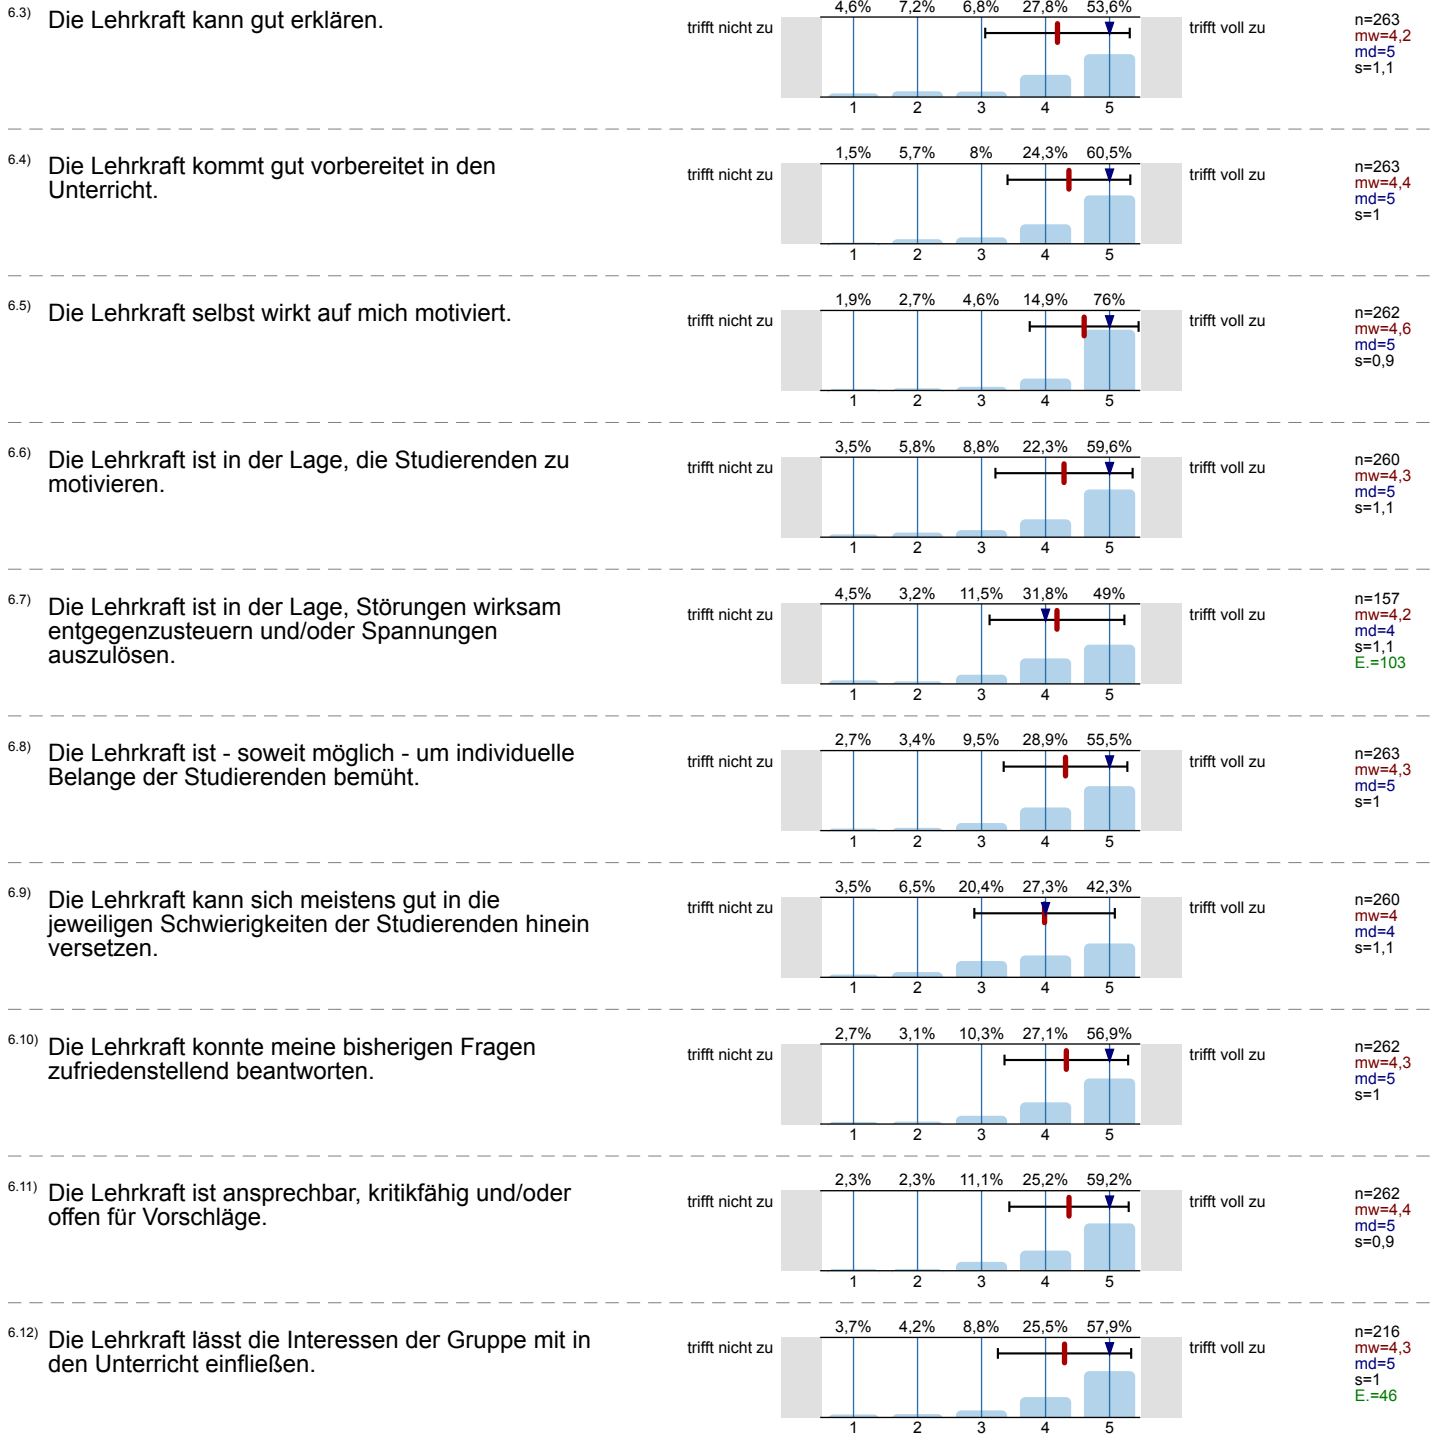 6.3) Die Lehrkraft kann gut erklären.
trifft nicht zu
4,6% 7,2% 6,8% 27,8% 53,6%
1 2 3 4 5
trifft voll zu
n=263
mw=4,2
md=5
s=1,1
6.4) Die Lehrkraft kommt gut vorbereitet in den
Unterricht.
trifft nicht zu
1,5% 5,7% 8% 24,3% 60,5%
1 2 3 4 5
trifft voll zu
n=263
mw=4,4
md=5
s=1
6.5) Die Lehrkraft selbst wirkt auf mich motiviert.
trifft nicht zu
1,9% 2,7% 4,6% 14,9% 76%
1 2 3 4 5
trifft voll zu
n=262
mw=4,6
md=5
s=0,9
6.6) Die Lehrkraft ist in der Lage, die Studierenden zu
motivieren.
trifft nicht zu
3,5% 5,8% 8,8% 22,3% 59,6%
1 2 3 4 5
trifft voll zu
n=260
mw=4,3
md=5
s=1,1
6.7) Die Lehrkraft ist in der Lage, Störungen wirksam
entgegenzusteuern und/oder Spannungen
auszulösen.
trifft nicht zu
4,5% 3,2% 11,5% 31,8% 49%
1 2 3 4 5
trifft voll zu
n=157
mw=4,2
md=4
s=1,1
E.=103
6.8) Die Lehrkraft ist - soweit möglich - um individuelle
Belange der Studierenden bemüht.
trifft nicht zu
2,7% 3,4% 9,5% 28,9% 55,5%
1 2 3 4 5
trifft voll zu
n=263
mw=4,3
md=5
s=1
6.9) Die Lehrkraft kann sich meistens gut in die
jeweiligen Schwierigkeiten der Studierenden hinein
versetzen.
trifft nicht zu
3,5% 6,5% 20,4% 27,3% 42,3%
1 2 3 4 5
trifft voll zu
n=260
mw=4
md=4
s=1,1
6.10) Die Lehrkraft konnte meine bisherigen Fragen
zufriedenstellend beantworten.
trifft nicht zu
2,7% 3,1% 10,3% 27,1% 56,9%
1 2 3 4 5
trifft voll zu
n=262
mw=4,3
md=5
s=1
6.11) Die Lehrkraft ist ansprechbar, kritikfähig und/oder
offen für Vorschläge.
trifft nicht zu
2,3% 2,3% 11,1% 25,2% 59,2%
1 2 3 4 5
trifft voll zu
n=262
mw=4,4
md=5
s=0,9
6.12) Die Lehrkraft lässt die Interessen der Gruppe mit in
den Unterricht einfließen.
trifft nicht zu
3,7% 4,2% 8,8% 25,5% 57,9%
1 2 3 4 5
trifft voll zu
n=216
mw=4,3
md=5
s=1
E.=46